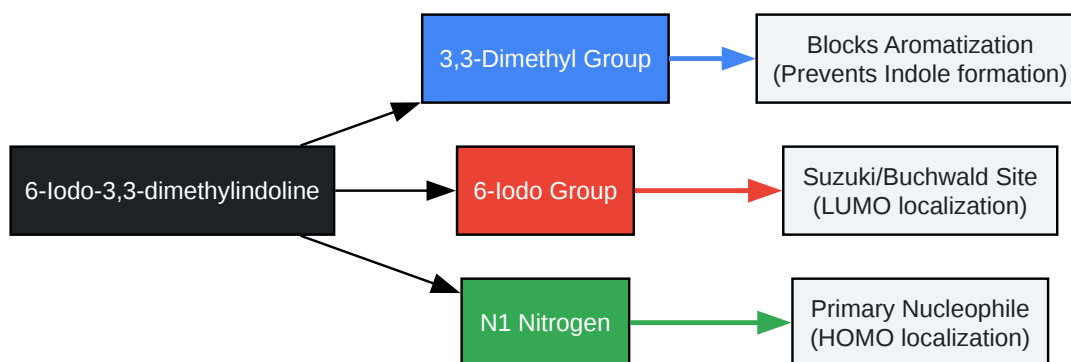 3,3-Dimethyl Group
Blocks Aromatization
(Prevents Indole formation)
6-Iodo-3,3-dimethylindoline
6-Iodo Group
Suzuki/Buchwald Site
(LUMO localization)
N1 Nitrogen
Primary Nucleophile
(HOMO localization)